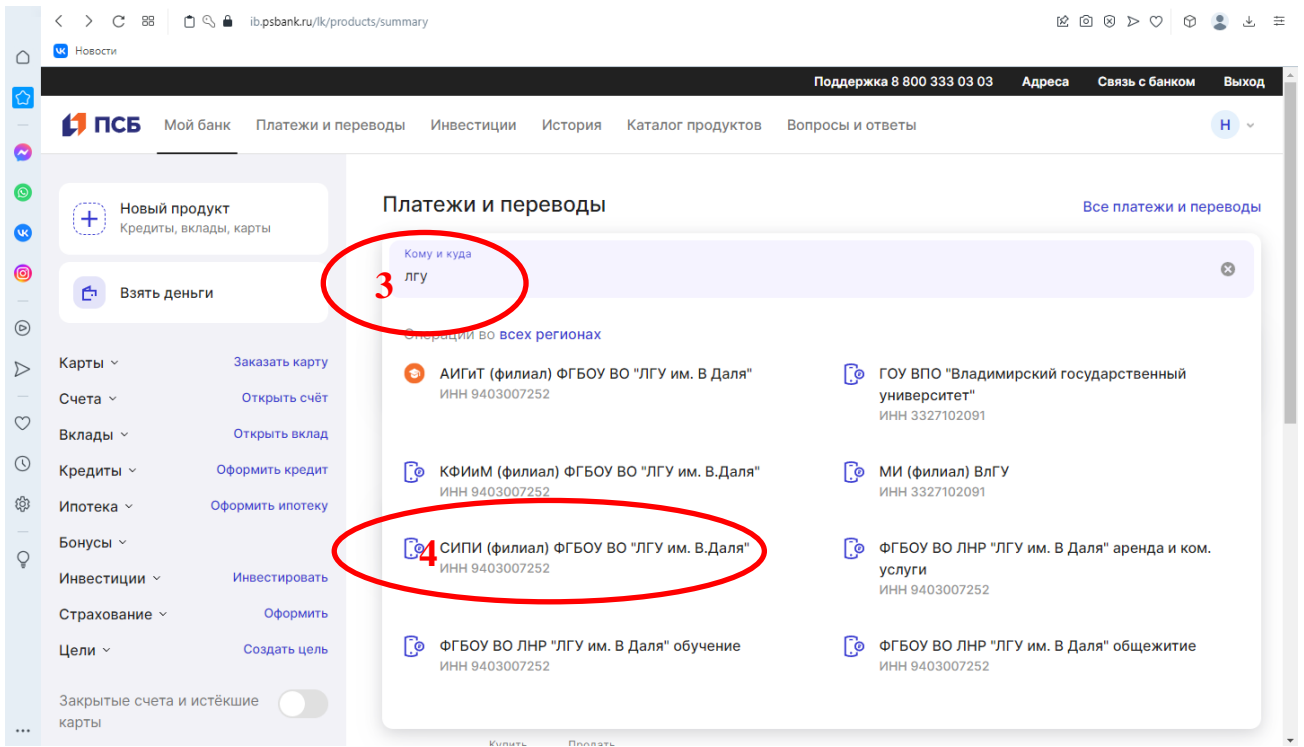 ib.psbank.ru/lk/products/summary
Новости
Поддержка 8 800 333 03 03 Адреса Связь с банком Выход
ПСБ Мой банк Платежи и переводы Инвестиции История Каталог продуктов Вопросы и ответы Н
Новый продукт
Кредиты, вклады, карты
Взять деньги
Карты Заказать карту
Счета Открыть счёт
Вклады Открыть вклад
Кредиты Оформить кредит
Ипотека Оформить ипотеку
Бонусы
Инвестиции Инвестировать
Страхование Оформить
Цели Создать цель
Закрытые счета и истёкшие
карты
Платежи и переводы Все платежи и переводы
Кому и куда
3 лгу
Операции во всех регионах
АИГиТ (филиал) ФГБОУ ВО "ЛГУ им. В Даля"
ИНН 9403007252
ГОУ ВПО "Владимирский государственный
университет"
ИНН 3327102091
КФИиМ (филиал) ФГБОУ ВО "ЛГУ им. В.Даля"
ИНН 9403007252
МИ (филиал) ВлГУ
ИНН 3327102091
4 СИПИ (филиал) ФГБОУ ВО "ЛГУ им. В.Даля"
ИНН 9403007252
ФГБОУ ВО ЛНР "ЛГУ им. В Даля" аренда и ком.
услуги
ИНН 9403007252
ФГБОУ ВО ЛНР "ЛГУ им. В Даля" обучение
ИНН 9403007252
ФГБОУ ВО ЛНР "ЛГУ им. В Даля" общежитие
ИНН 9403007252
Купить Продать